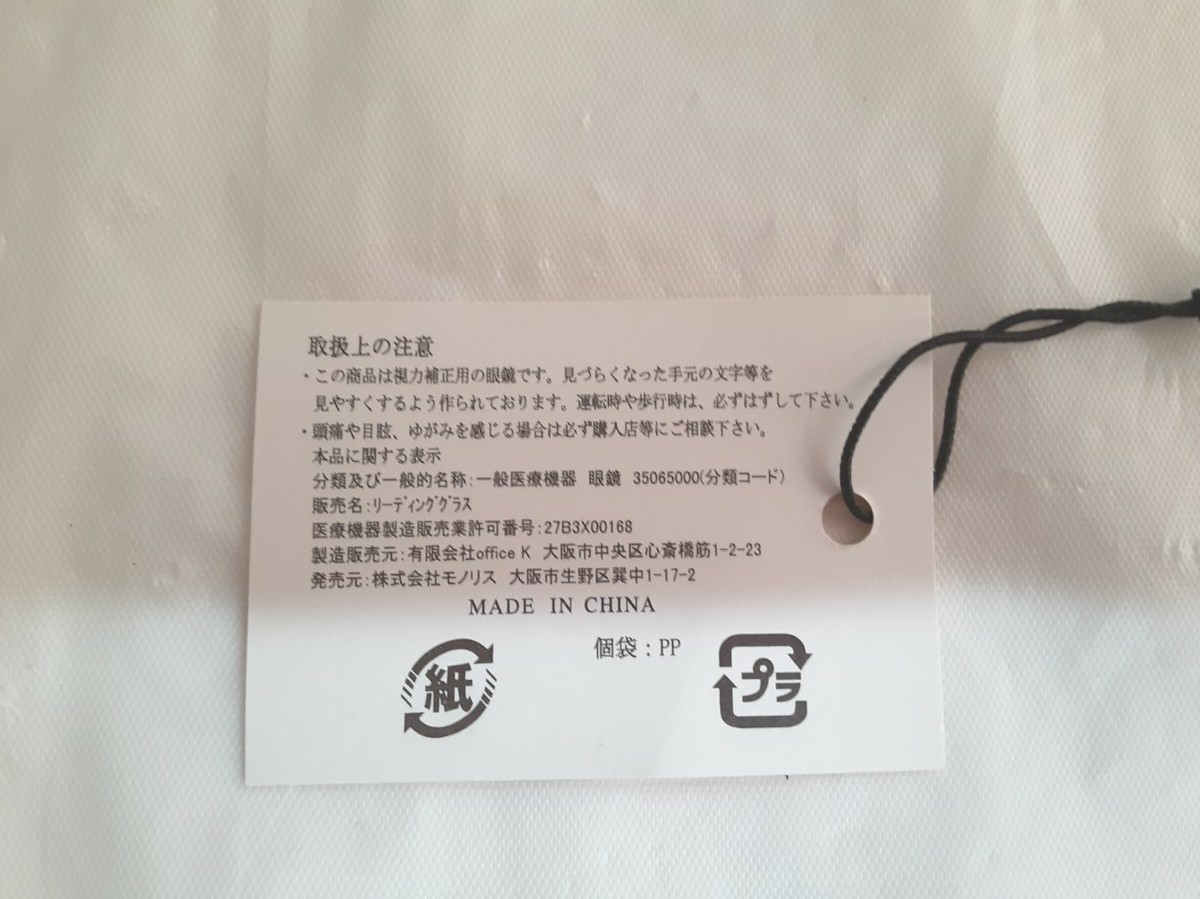 取扱上の注意
・この商品は視力補正用の眼鏡です。見づらくなった手元の文字等を
見やすくするよう作られております。運転時や歩行時は、必ずはずして下さい。
・頭痛や目眩、ゆがみを感じる場合は必ず購入店等にご相談下さい。
本品に関する表示
分類及び一般的名称:一般医療機器 眼鏡 35065000(分類コード)
販売名:ﾘｰﾃﾞｨﾝｸﾞｸﾞﾗｽ
医療機器製造販売業許可番号:27B3X00168
製造販売元:有限会社office K 大阪市中央区心斎橋筋1-2-23
発売元:株式会社モノリス 大阪市生野区巽中1-17-2
MADE IN CHINA
個袋：PP
紙
プラ